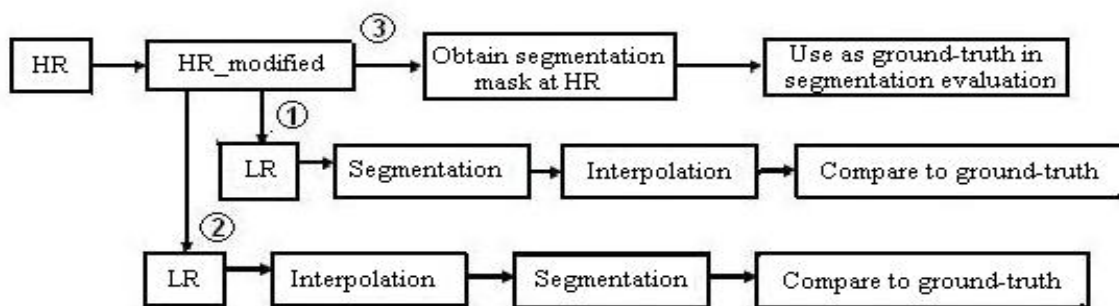 ③
HR
HR_modified
Obtain segmentation
mask at HR
Use as ground-truth in
segmentation evaluation
①
LR
Segmentation
Interpolation
Compare to ground-truth
②
LR
Interpolation
Segmentation
Compare to ground-truth